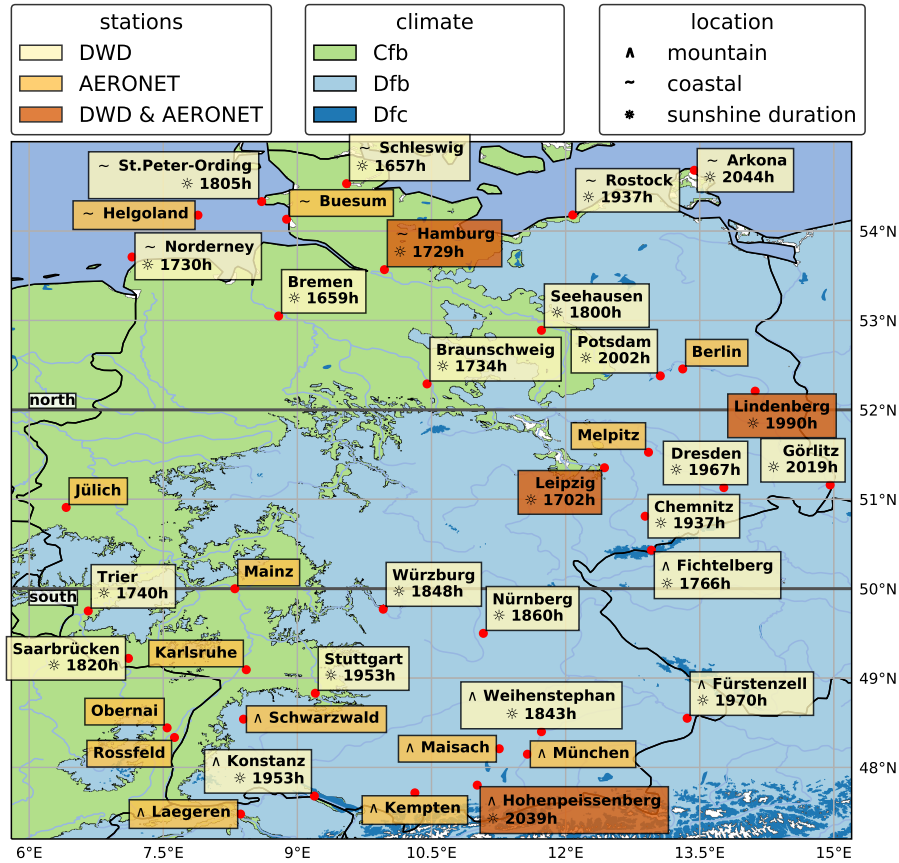 stations
DWD
AERONET
DWD & AERONET
climate
Cfb
Dfb
Dfc
location
∧ mountain
~ coastal
☼ sunshine duration
~ Schleswig
☼ 1657h
~ St.Peter-Ording
☼ 1805h
~ Arkona
☼ 2044h
~ Rostock
☼ 1937h
~ Buesum
~ Helgoland
~ Hamburg
☼ 1729h
~ Norderney
☼ 1730h
54°N
Bremen
☼ 1659h
Seehausen
☼ 1800h
53°N
Potsdam
☼ 2002h
Braunschweig
☼ 1734h
Berlin
north
52°N
Lindenberg
☼ 1990h
Melpitz
Dresden
☼ 1967h
Görlitz
☼ 2019h
Leipzig
☼ 1702h
Jülich
51°N
Chemnitz
☼ 1937h
∧ Fichtelberg
☼ 1766h
Mainz
Trier
☼ 1740h
Würzburg
☼ 1848h
50°N
south
Nürnberg
☼ 1860h
Saarbrücken
☼ 1820h
Karlsruhe
Stuttgart
☼ 1953h
49°N
∧ Fürstenzell
☼ 1970h
∧ Weihenstephan
☼ 1843h
Obernai
∧ Schwarzwald
Rossfeld
∧ Maisach
∧ München
∧ Konstanz
☼ 1953h
48°N
∧ Laegeren
∧ Kempten
∧ Hohenpeissenberg
☼ 2039h
6°E
7.5°E
9°E
10.5°E
12°E
13.5°E
15°E